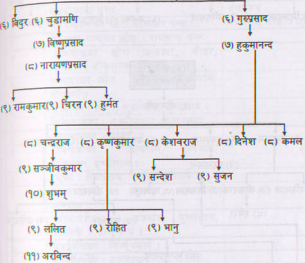 (६) विदुर (६) चुडामणि (६) गुरुप्रसाद
(७) विष्णुप्रसाद (७) हुकुमानन्द
(८) नारायणप्रसाद
(९) रामकुमार (९) चिरन (९) हुमंत
(८) चन्द्रराज (८) कृष्णकुमार (८) केशवराज (८) दिनेश (८) कमल
(९) सञ्जीवकुमार (९) सन्देश (९) सुजन
(१०) शुभम्
(९) ललित (९) रोहित (९) भानु
(११) अरविन्द